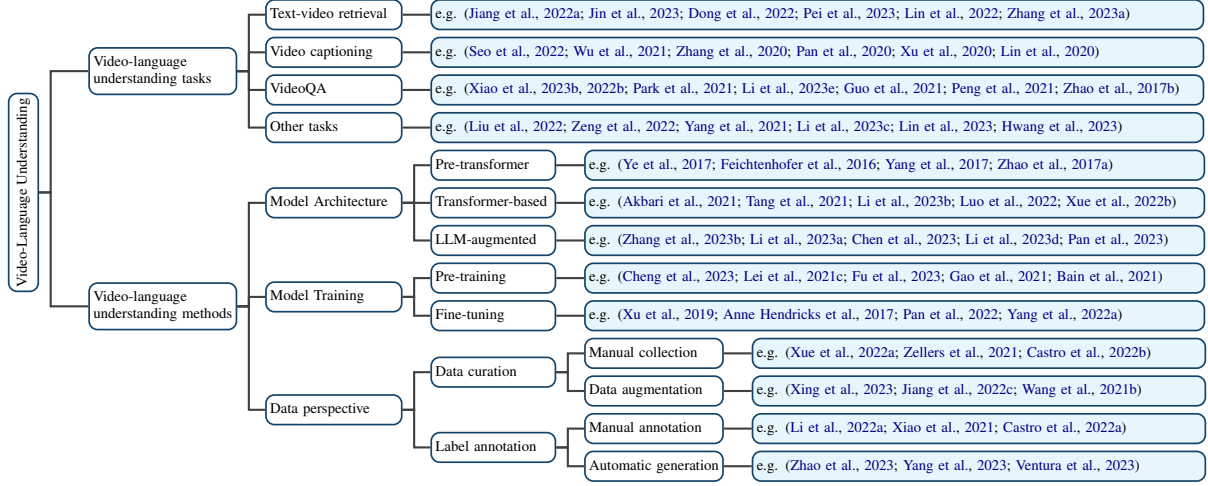 Video-Language Understanding
Video-language
understanding tasks
Text-video retrieval
e.g. (Jiang et al., 2022a; Jin et al., 2023; Dong et al., 2022; Pei et al., 2023; Lin et al., 2022; Zhang et al., 2023a)
Video captioning
e.g. (Seo et al., 2022; Wu et al., 2021; Zhang et al., 2020; Pan et al., 2020; Xu et al., 2020; Lin et al., 2020)
VideoQA
e.g. (Xiao et al., 2023b, 2022b; Park et al., 2021; Li et al., 2023e; Guo et al., 2021; Peng et al., 2021; Zhao et al., 2017b)
Other tasks
e.g. (Liu et al., 2022; Zeng et al., 2022; Yang et al., 2021; Li et al., 2023c; Lin et al., 2023; Hwang et al., 2023)
Video-language
understanding methods
Model Architecture
Pre-transformer
e.g. (Ye et al., 2017; Feichtenhofer et al., 2016; Yang et al., 2017; Zhao et al., 2017a)
Transformer-based
e.g. (Akbari et al., 2021; Tang et al., 2021; Li et al., 2023b; Luo et al., 2022; Xue et al., 2022b)
LLM-augmented
e.g. (Zhang et al., 2023b; Li et al., 2023a; Chen et al., 2023; Li et al., 2023d; Pan et al., 2023)
Model Training
Pre-training
e.g. (Cheng et al., 2023; Lei et al., 2021c; Fu et al., 2023; Gao et al., 2021; Bain et al., 2021)
Fine-tuning
e.g. (Xu et al., 2019; Anne Hendricks et al., 2017; Pan et al., 2022; Yang et al., 2022a)
Data perspective
Data curation
Manual collection
e.g. (Xue et al., 2022a; Zellers et al., 2021; Castro et al., 2022b)
Data augmentation
e.g. (Xing et al., 2023; Jiang et al., 2022c; Wang et al., 2021b)
Label annotation
Manual annotation
e.g. (Li et al., 2022a; Xiao et al., 2021; Castro et al., 2022a)
Automatic generation
e.g. (Zhao et al., 2023; Yang et al., 2023; Ventura et al., 2023)